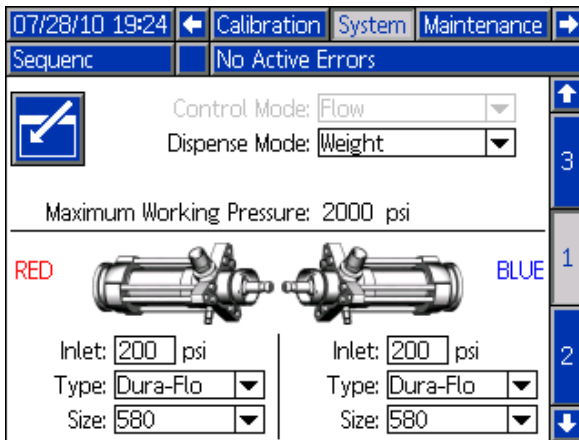 07/28/10 19:24 Calibration System Maintenance
Sequenc No Active Errors
Control Mode: Flow
Dispense Mode: Weight
3
Maximum Working Pressure: 2000 psi
1
RED BLUE
Inlet: 200 psi Inlet: 200 psi
2
Type: Dura-Flo Type: Dura-Flo
Size: 580 Size: 580